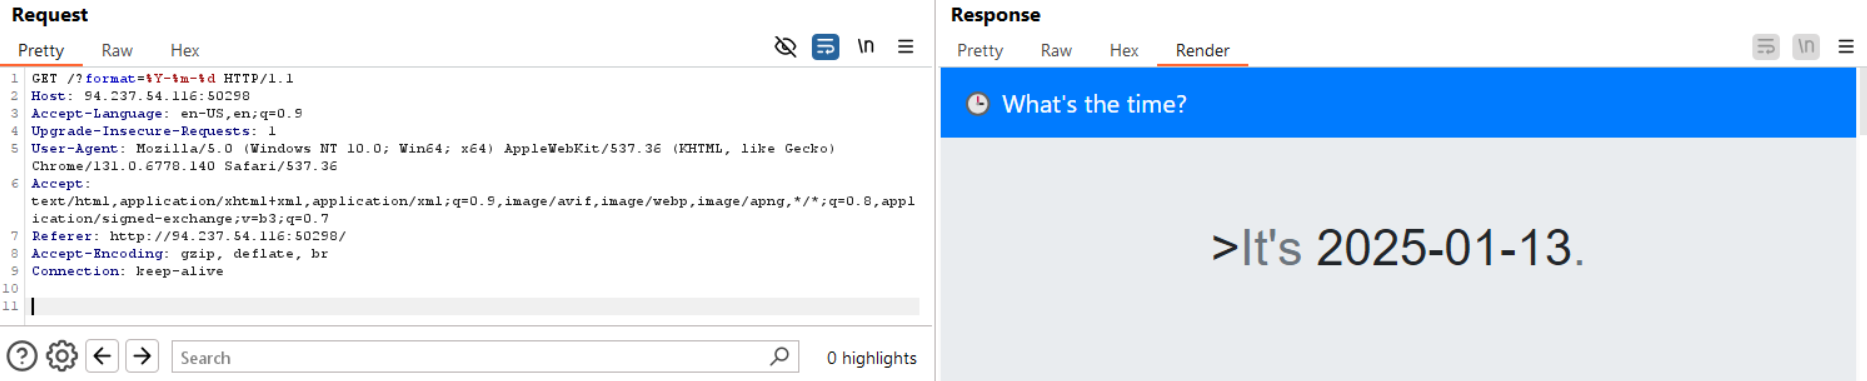 Request
Pretty Raw Hex \n
1 GET /?format=%Y-%m-%d HTTP/1.1
2 Host: 94.237.54.116:50298
3 Accept-Language: en-US,en;q=0.9
4 Upgrade-Insecure-Requests: 1
5 User-Agent: Mozilla/5.0 (Windows NT 10.0; Win64; x64) AppleWebKit/537.36 (KHTML, like Gecko)
Chrome/131.0.6778.140 Safari/537.36
6 Accept:
text/html,application/xhtml+xml,application/xml;q=0.9,image/avif,image/webp,image/apng,*/*;q=0.8,appl
ication/signed-exchange;v=b3;q=0.7
7 Referer: http://94.237.54.116:50298/
8 Accept-Encoding: gzip, deflate, br
9 Connection: keep-alive
10
11
Search 0 highlights
Response
Pretty Raw Hex Render \n
What's the time?
>It's 2025-01-13.